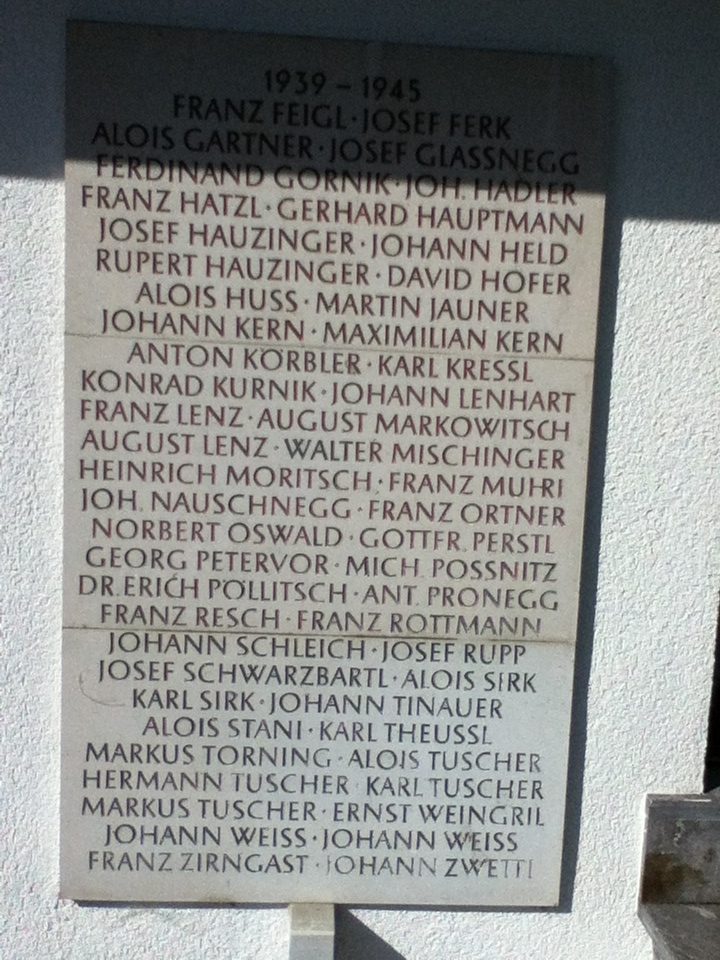 1939 - 1945
FRANZ FEIGL · JOSEF FERK
ALOIS GARTNER · JOSEF GLASSNEGG
FERDINAND GORNIK · JOH. HADLER
FRANZ HATZL · GERHARD HAUPTMANN
JOSEF HAUZINGER · JOHANN HELD
RUPERT HAUZINGER · DAVID HOFER
ALOIS HUSS · MARTIN JAUNER
JOHANN KERN · MAXIMILIAN KERN
ANTON KÖRBLER · KARL KRESSL
KONRAD KURNIK · JOHANN LENHART
FRANZ LENZ · AUGUST MARKOWITSCH
AUGUST LENZ · WALTER MISCHINGER
HEINRICH MORITSCH · FRANZ MUHRI
JOH. NAUSCHNEGG · FRANZ ORTNER
NORBERT OSWALD · GOTTFR. PERSTL
GEORG PETERVOR · MICH. POSSNITZ
DR. ERICH PÖLLITSCH · ANT. PRONEGG
FRANZ RESCH · FRANZ ROTTMANN
JOHANN SCHLEICH · JOSEF RUPP
JOSEF SCHWARZBARTL · ALOIS SIRK
KARL SIRK · JOHANN TINAUER
ALOIS STANI · KARL THEUSSL
MARKUS TORNING · ALOIS TUSCHER
HERMANN TUSCHER · KARL TUSCHER
MARKUS TUSCHER · ERNST WEINGRIL
JOHANN WEISS · JOHANN WEISS
FRANZ ZIRNGAST · JOHANN ZWETTI